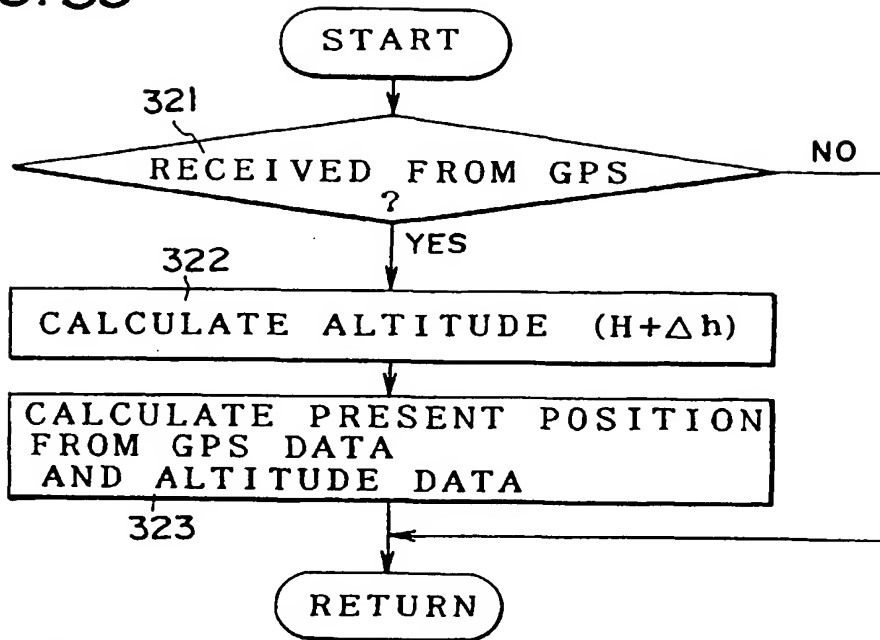 START
321
RECEIVED FROM GPS
?
NO
YES
322
CALCULATE ALTITUDE (H+△h)
CALCULATE PRESENT POSITION
FROM GPS DATA
AND ALTITUDE DATA
323
RETURN